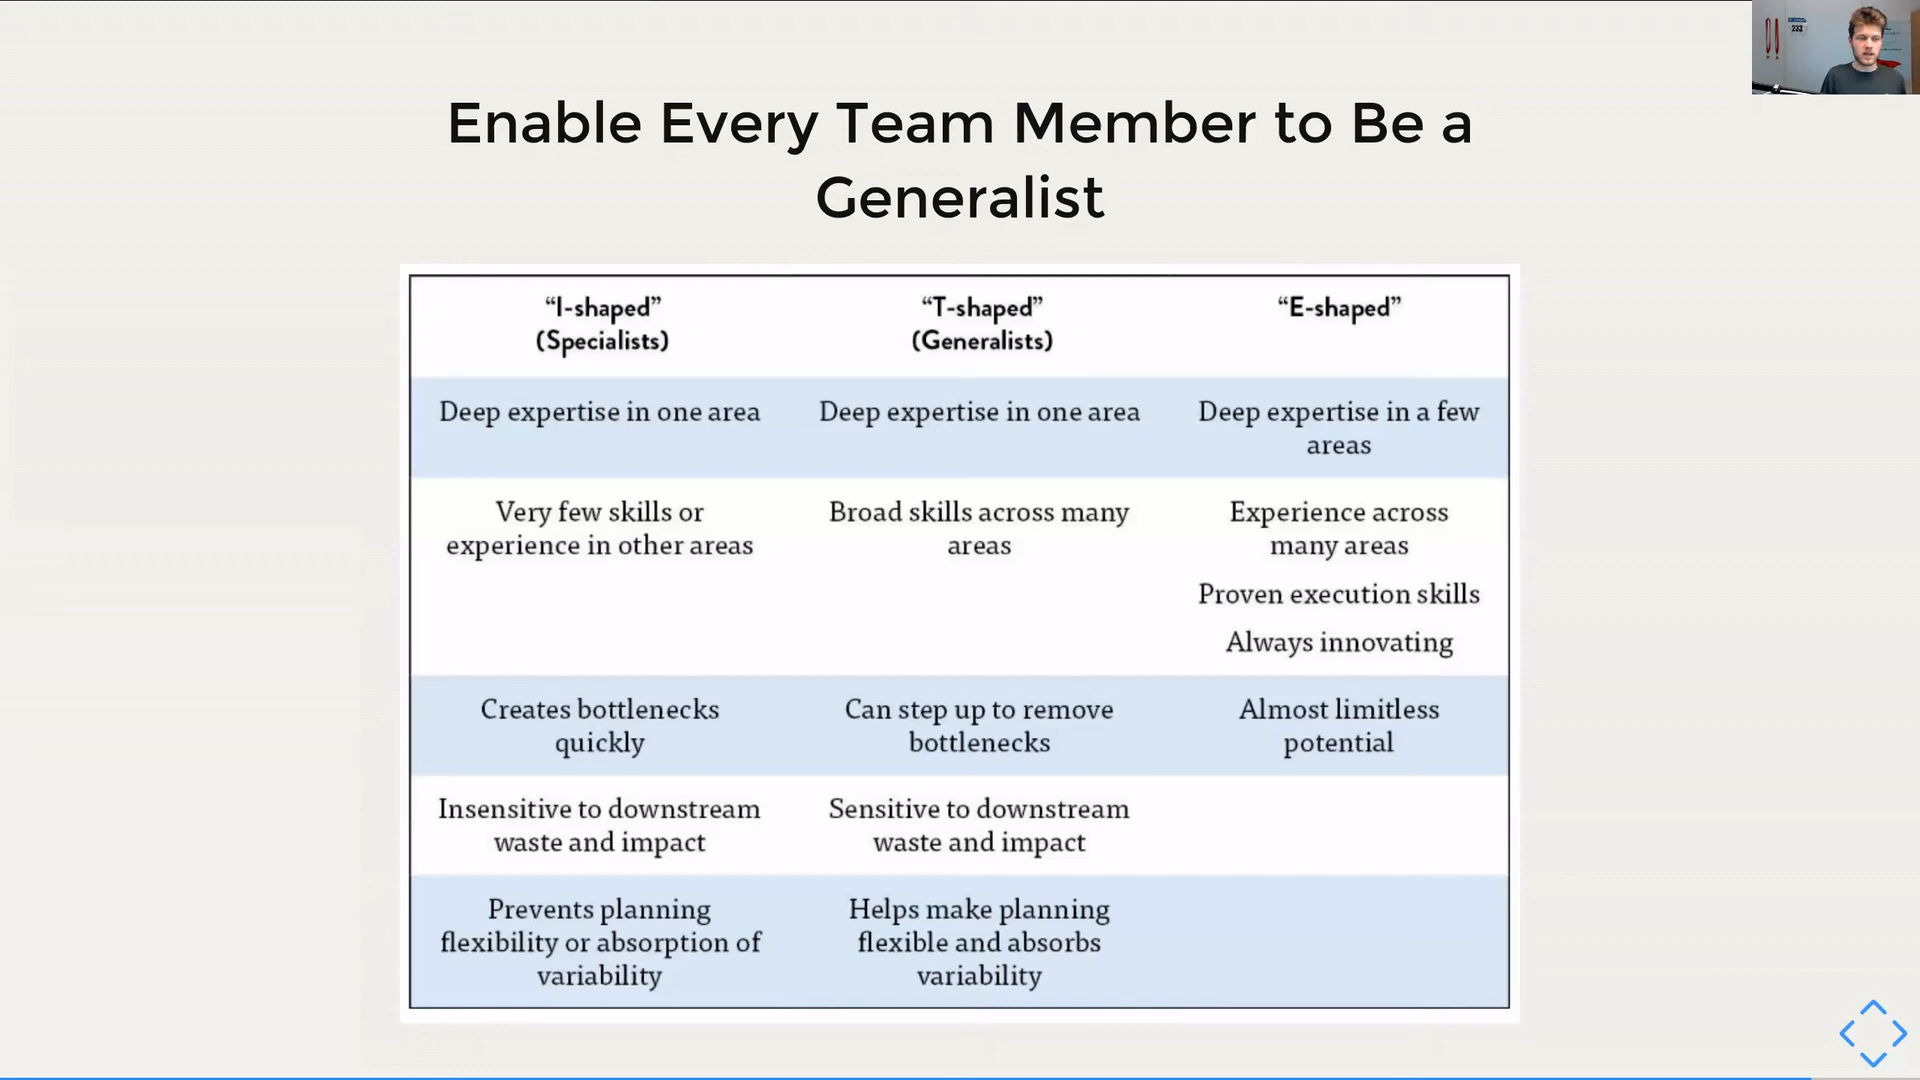 233
Enable Every Team Member to Be a
Generalist
“I-shaped”
(Specialists)
“T-shaped”
(Generalists)
“E-shaped”
Deep expertise in one area
Deep expertise in one area
Deep expertise in a few
areas
Very few skills or
experience in other areas
Broad skills across many
areas
Experience across
many areas
Proven execution skills
Always innovating
Creates bottlenecks
quickly
Can step up to remove
bottlenecks
Almost limitless
potential
Insensitive to downstream
waste and impact
Sensitive to downstream
waste and impact
Prevents planning
flexibility or absorption of
variability
Helps make planning
flexible and absorbs
variability